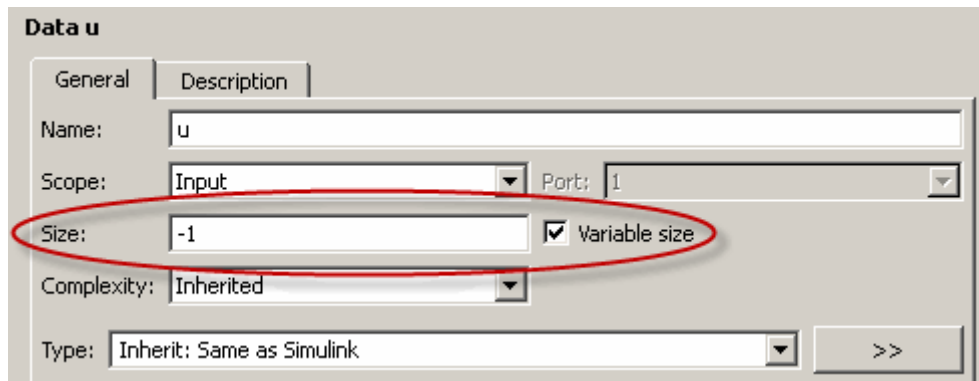 Data u
General Description
Name: u
Scope: Input Port: 1
Size: -1 Variable size
Complexity: Inherited
Type: Inherit: Same as Simulink >>